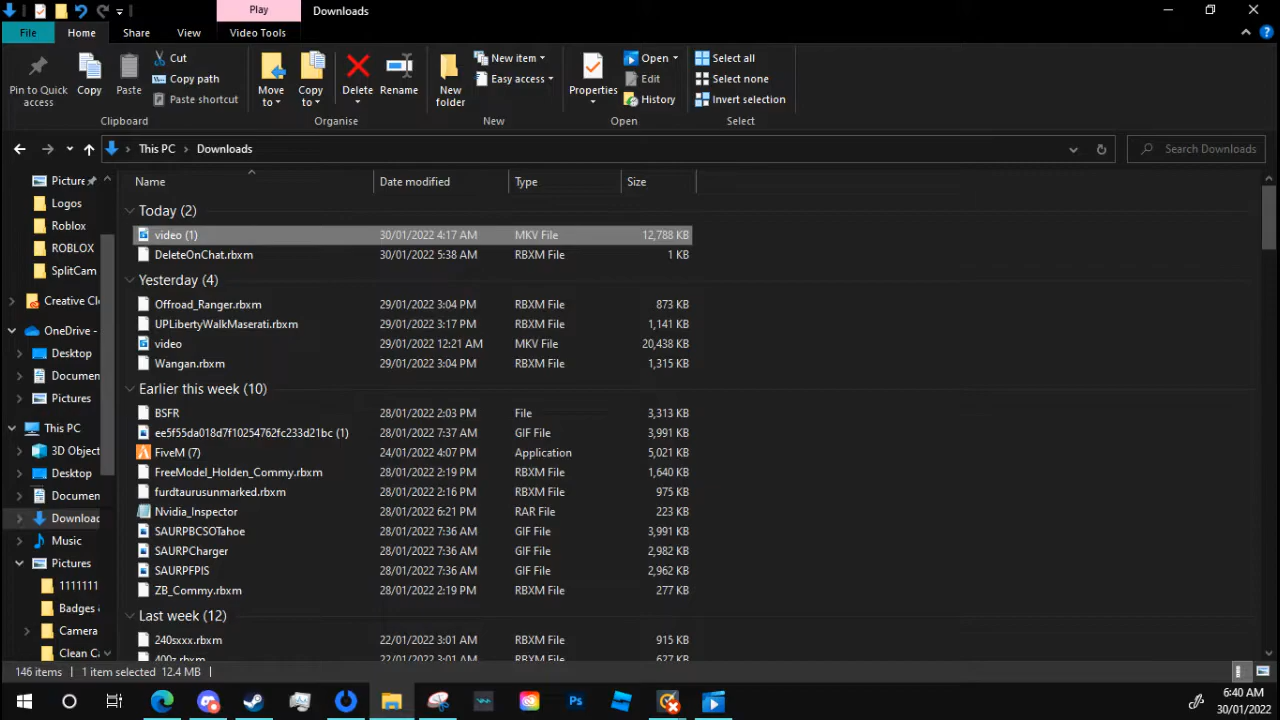 Play
Downloads
File
Home
Share
View
Video Tools
Pin to Quick access
Copy
Paste
Cut
Copy path
Paste shortcut
Clipboard
Move to
Copy to
Delete
Rename
Organise
New folder
New item
Easy access
New
Properties
Open
Edit
History
Open
Select all
Select none
Invert selection
Select
This PC > Downloads
Search Downloads
Picture
Logos
Roblox
ROBLOX
SplitCam
Creative Cl
OneDrive -
Desktop
Documen
Pictures
This PC
3D Object
Desktop
Documen
Downloac
Music
Pictures
1111111
Badges
Camera
Clean C
Name Date modified Type Size
Today (2)
video (1) 30/01/2022 4:17 AM MKV File 12,788 KB
DeleteOnChat.rbxm 30/01/2022 5:38 AM RBXM File 1 KB
Yesterday (4)
Offroad_Ranger.rbxm 29/01/2022 3:04 PM RBXM File 873 KB
UPLibertyWalkMaserati.rbxm 29/01/2022 3:17 PM RBXM File 1,141 KB
video 29/01/2022 12:21 AM MKV File 20,438 KB
Wangan.rbxm 29/01/2022 3:04 PM RBXM File 1,315 KB
Earlier this week (10)
BSFR 28/01/2022 2:03 PM File 3,313 KB
ee5f55da018d7f10254762fc233d21bc (1) 28/01/2022 7:37 AM GIF File 3,991 KB
FiveM (7) 24/01/2022 4:07 PM Application 5,021 KB
FreeModel_Holden_Commy.rbxm 28/01/2022 2:19 PM RBXM File 1,640 KB
furdtaurusunmarked.rbxm 28/01/2022 2:16 PM RBXM File 975 KB
Nvidia_Inspector 28/01/2022 6:21 PM RAR File 223 KB
SAURPBCSOTahoe 28/01/2022 7:36 AM GIF File 3,991 KB
SAURPCharger 28/01/2022 7:36 AM GIF File 2,982 KB
SAURPFPIS 28/01/2022 7:36 AM GIF File 2,962 KB
ZB_Commy.rbxm 28/01/2022 2:19 PM RBXM File 277 KB
Last week (12)
240sxxx.rbxm 22/01/2022 3:01 AM RBXM File 915 KB
400z.rbxm 22/01/2022 3:01 AM RBXM File 627 KB
146 items 1 item selected 12.4 MB
Ps
6:40 AM
30/01/2022